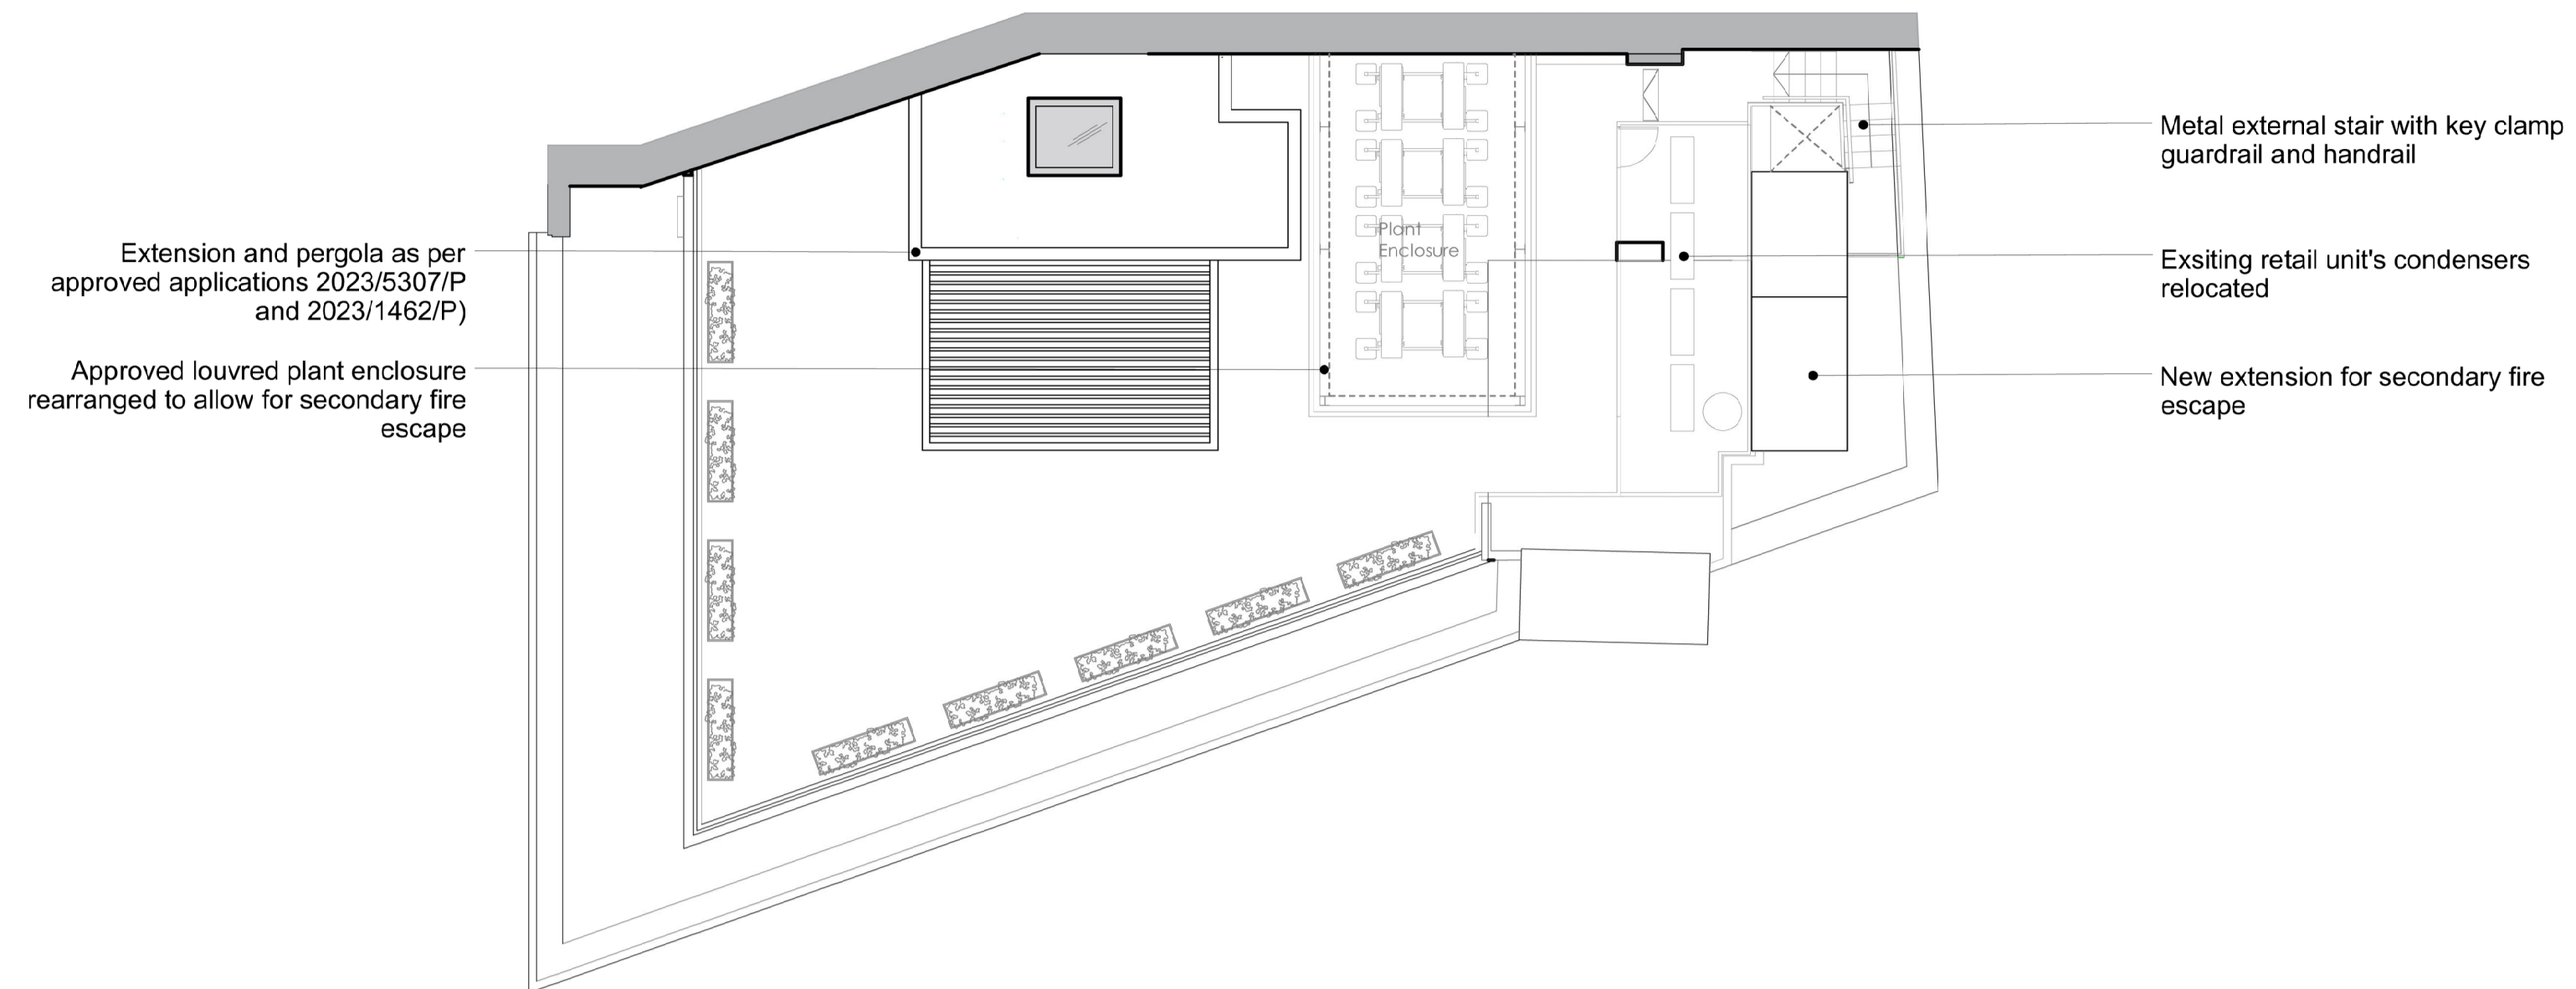 Extension and pergola as per
approved applications 2023/5307/P
and 2023/1462/P)
Approved louvred plant enclosure
rearranged to allow for secondary fire
escape
Plant
Enclosure
Metal external stair with key clamp
guardrail and handrail
Exsiting retail unit's condensers
relocated
New extension for secondary fire
escape